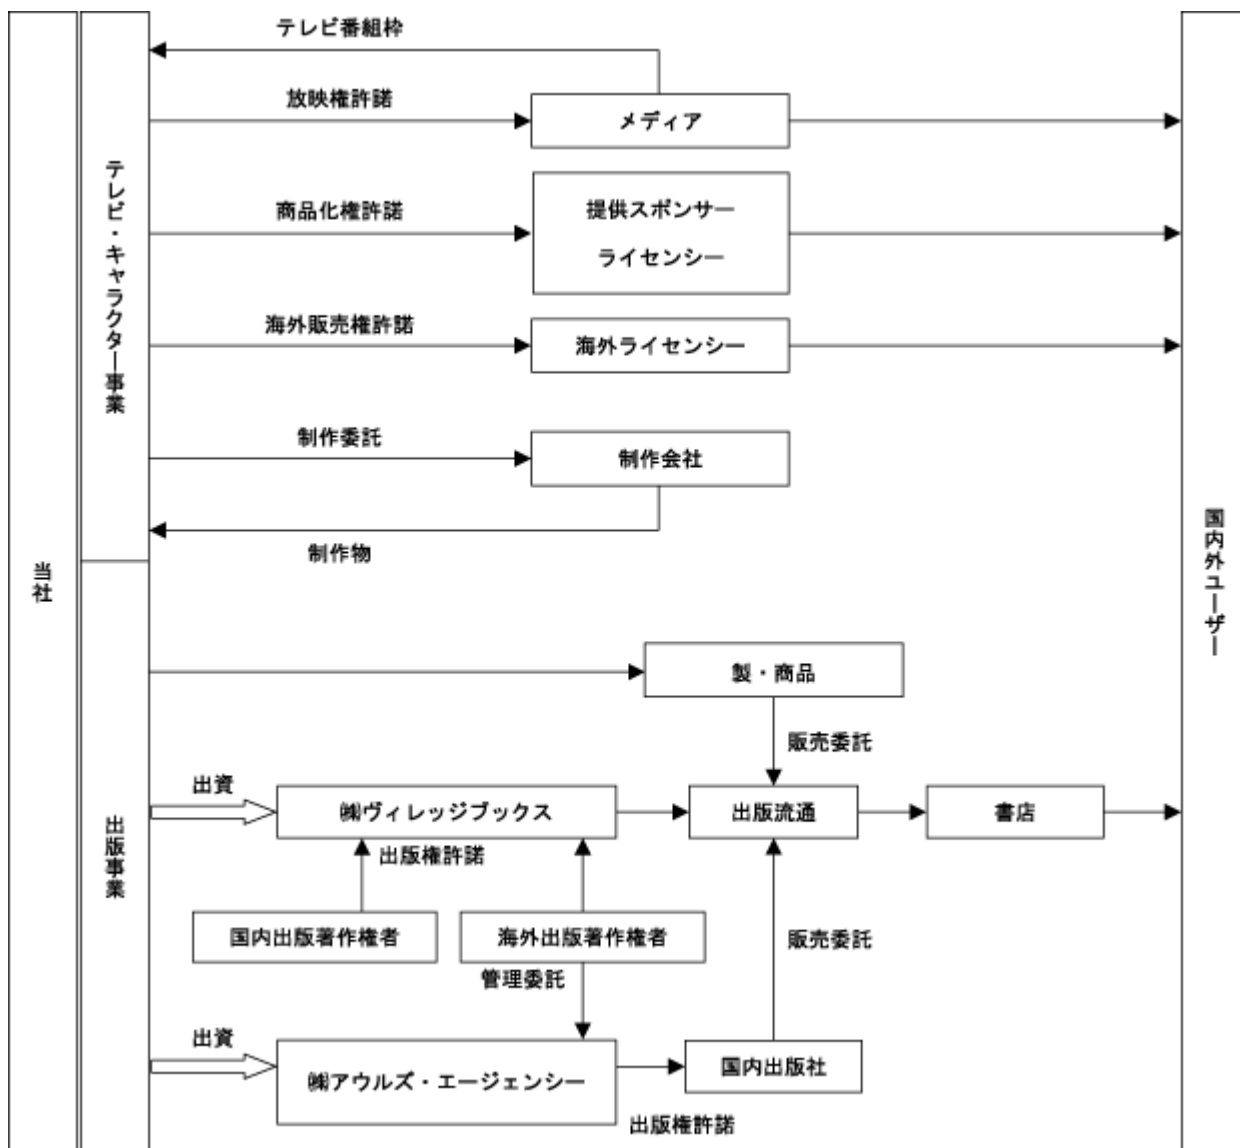 当社
テレビ・キャラクター事業
テレビ番組枠
放映権許諾
メディア
商品化権許諾
提供スポンサー
ライセンシー
海外販売権許諾
海外ライセンシー
制作委託
制作会社
制作物
国内外ユーザー
出版事業
製・商品
販売委託
出資
㈱ヴィレッジブックス
出版流通
書店
出版権許諾
国内出版著作権者
海外出版著作権者
販売委託
管理委託
出資
㈱アウルズ・エージェンシー
国内出版社
出版権許諾